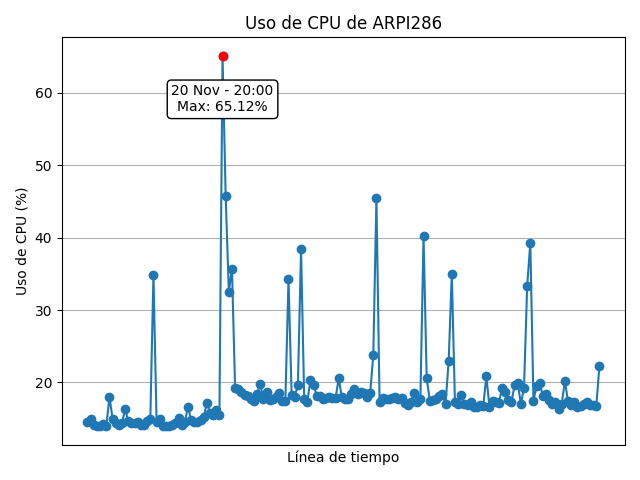 Uso de CPU de ARPI286
60
50
40
30
20
Uso de CPU (%)
20 Nov - 20:00
Max: 65.12%
Línea de tiempo